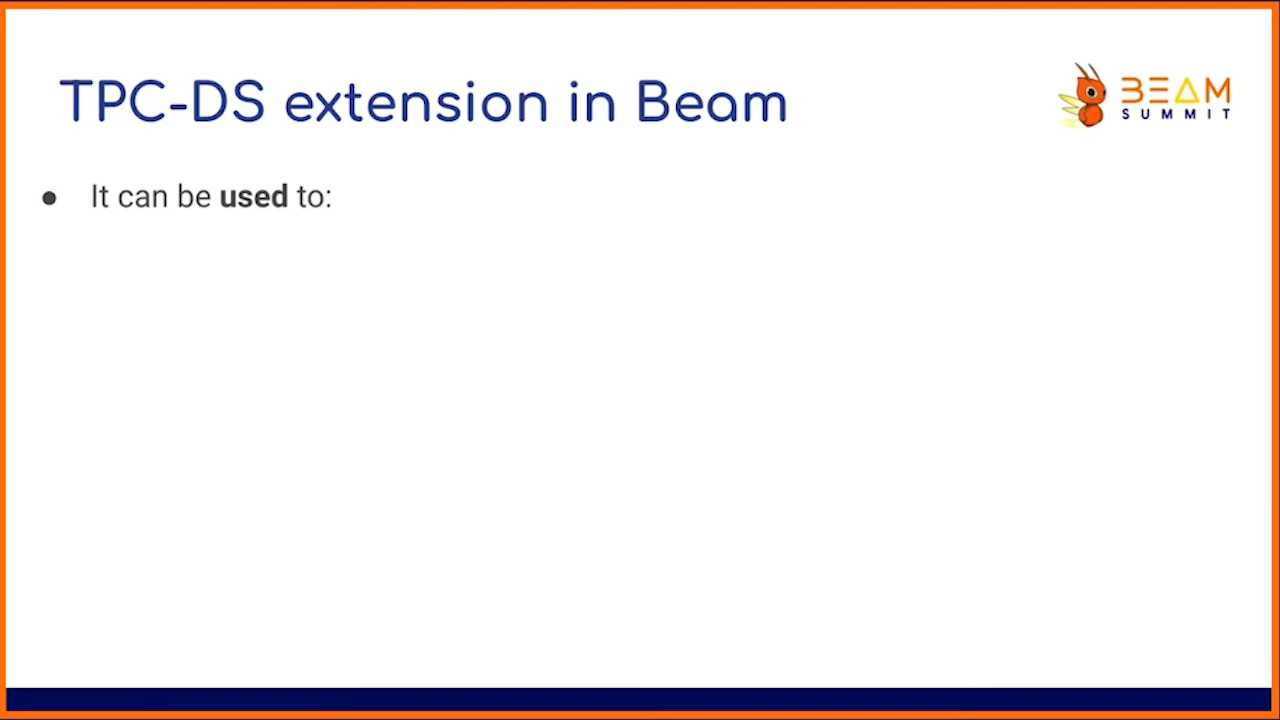 TPC-DS extension in Beam
BEAM
SUMMIT
● It can be used to: